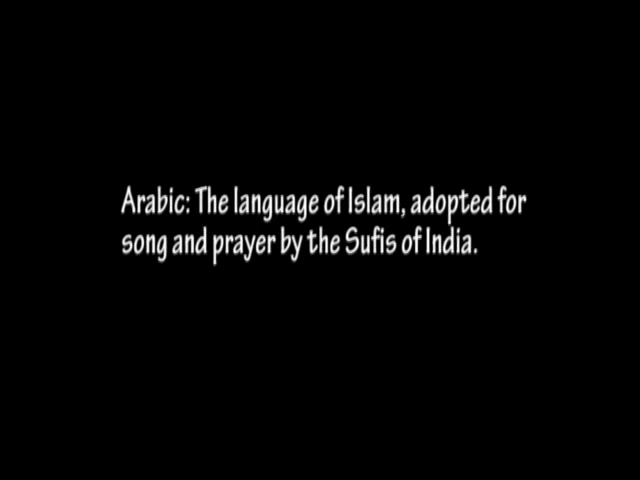 Arabic: The language of Islam, adopted for
song and prayer by the Sufis of India.